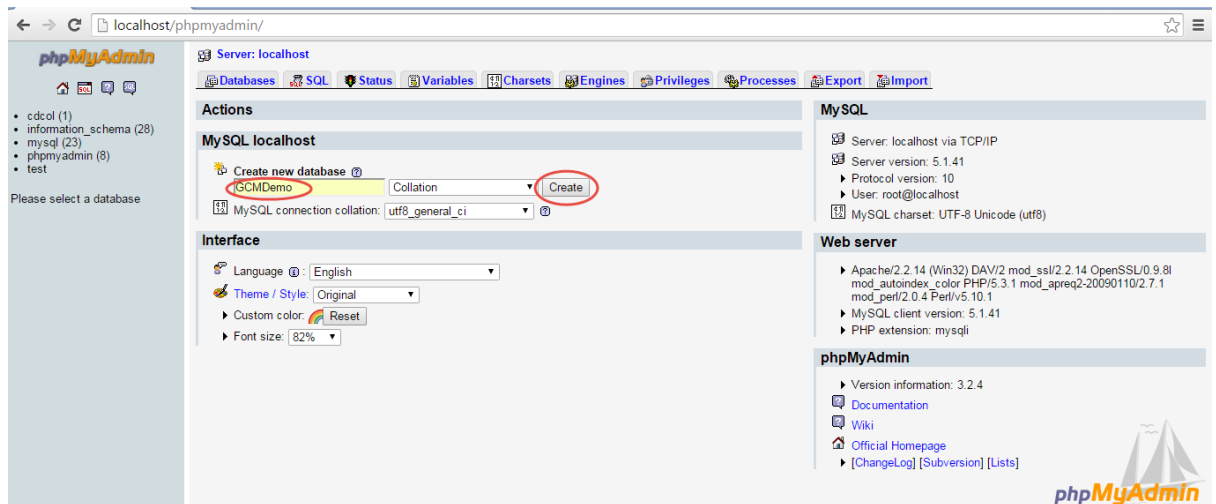 localhost/phpmyadmin/
phpMyAdmin
SQL
cdcol (1)
information_schema (28)
mysql (23)
phpmyadmin (8)
test
Please select a database
Server: localhost
Databases SQL Status Variables Charsets Engines Privileges Processes Export Import
Actions
MySQL localhost
Create new database
GCMDemo Collation Create
MySQL connection collation: utf8_general_ci
Interface
Language : English
Theme / Style: Original
Custom color: Reset
Font size: 82%
MySQL
Server: localhost via TCP/IP
Server version: 5.1.41
Protocol version: 10
User: root@localhost
MySQL charset: UTF-8 Unicode (utf8)
Web server
Apache/2.2.14 (Win32) DAV/2 mod_ssl/2.2.14 OpenSSL/0.9.8l
mod_autoindex_color PHP/5.3.1 mod_apreq2-20090110/2.7.1
mod_perl/2.0.4 Perl/v5.10.1
MySQL client version: 5.1.41
PHP extension: mysqli
phpMyAdmin
Version information: 3.2.4
Documentation
Wiki
Official Homepage
[ChangeLog] [Subversion] [Lists]
phpMyAdmin